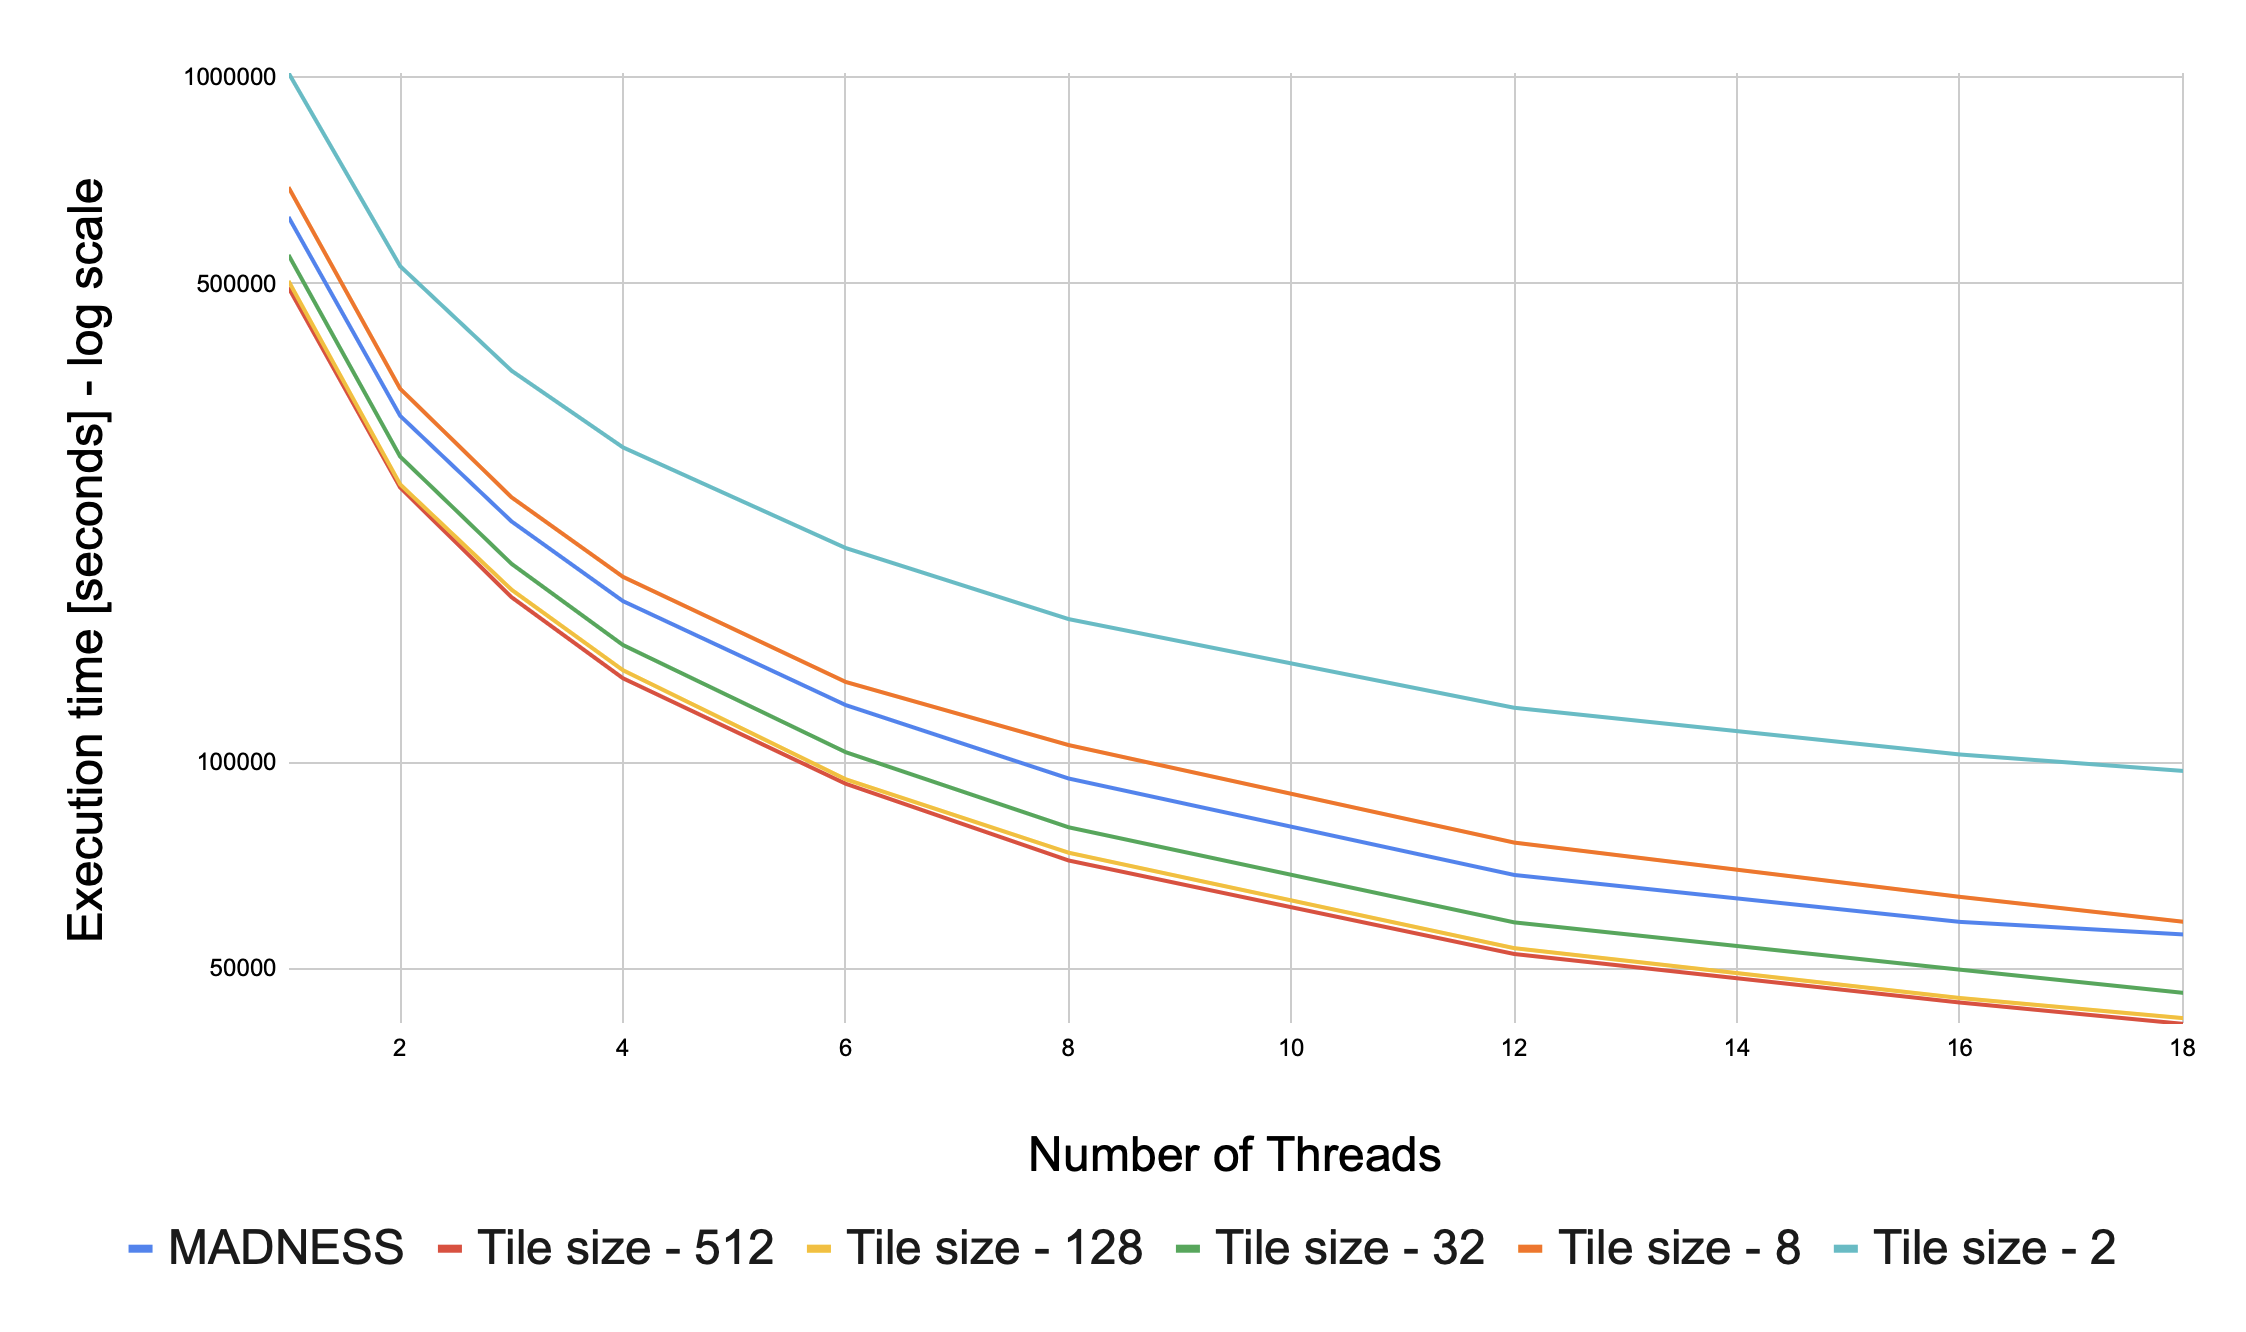 Execution time [seconds] - log scale
1000000
500000
100000
50000
2 4 6 8 10 12 14 16 18
Number of Threads
MADNESS Tile size - 512 Tile size - 128 Tile size - 32 Tile size - 8 Tile size - 2